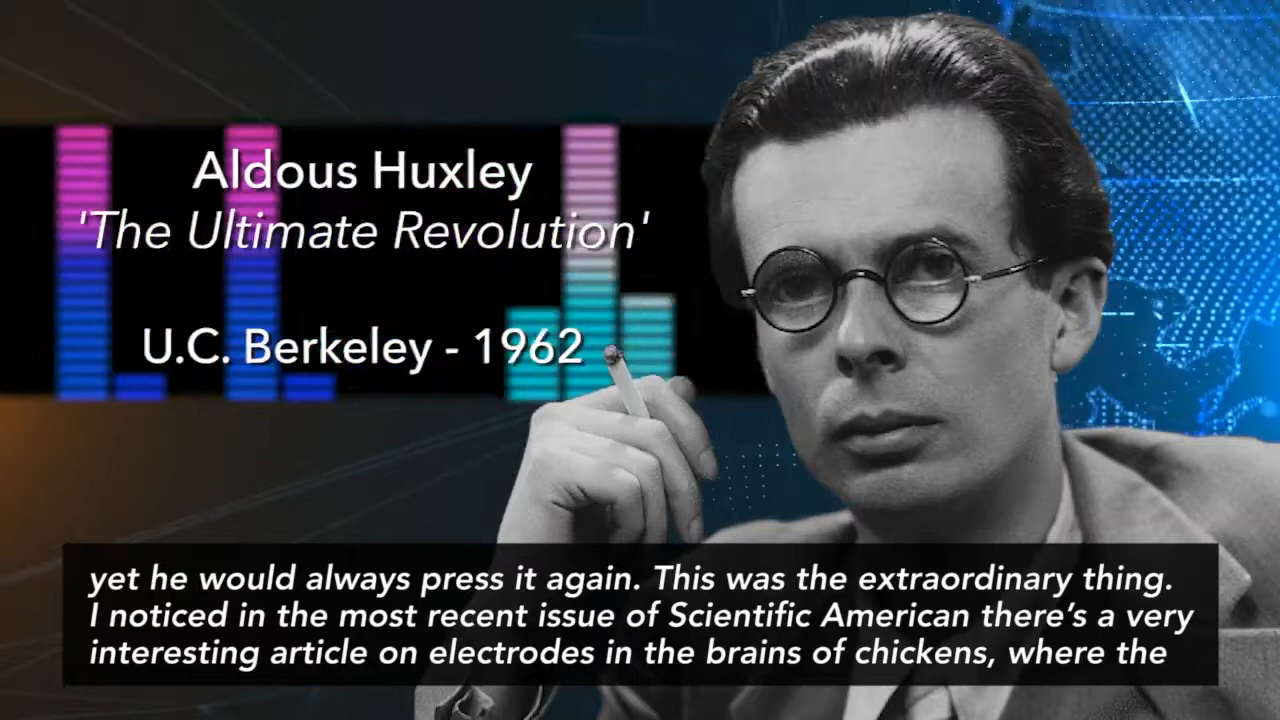 Aldous Huxley
'The Ultimate Revolution'
U.C. Berkeley - 1962
yet he would always press it again. This was the extraordinary thing.
I noticed in the most recent issue of Scientific American there’s a very
interesting article on electrodes in the brains of chickens, where the